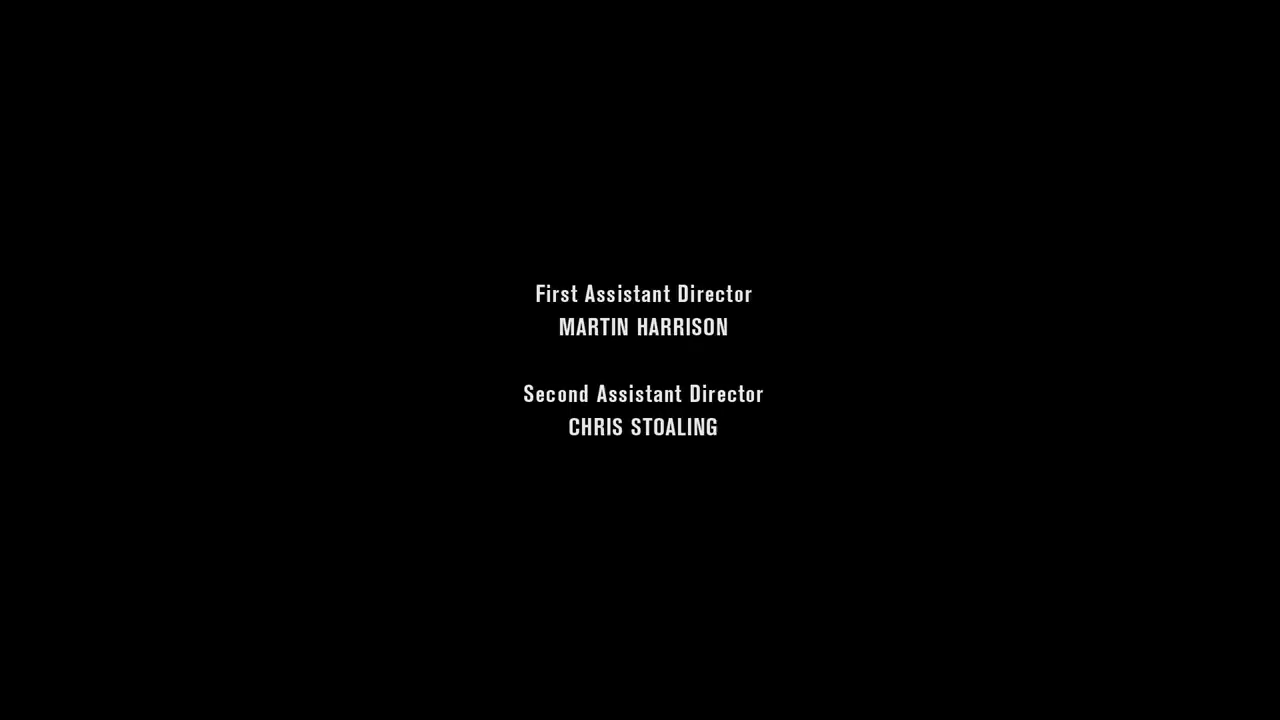 First Assistant Director
MARTIN HARRISON
Second Assistant Director
CHRIS STOALING